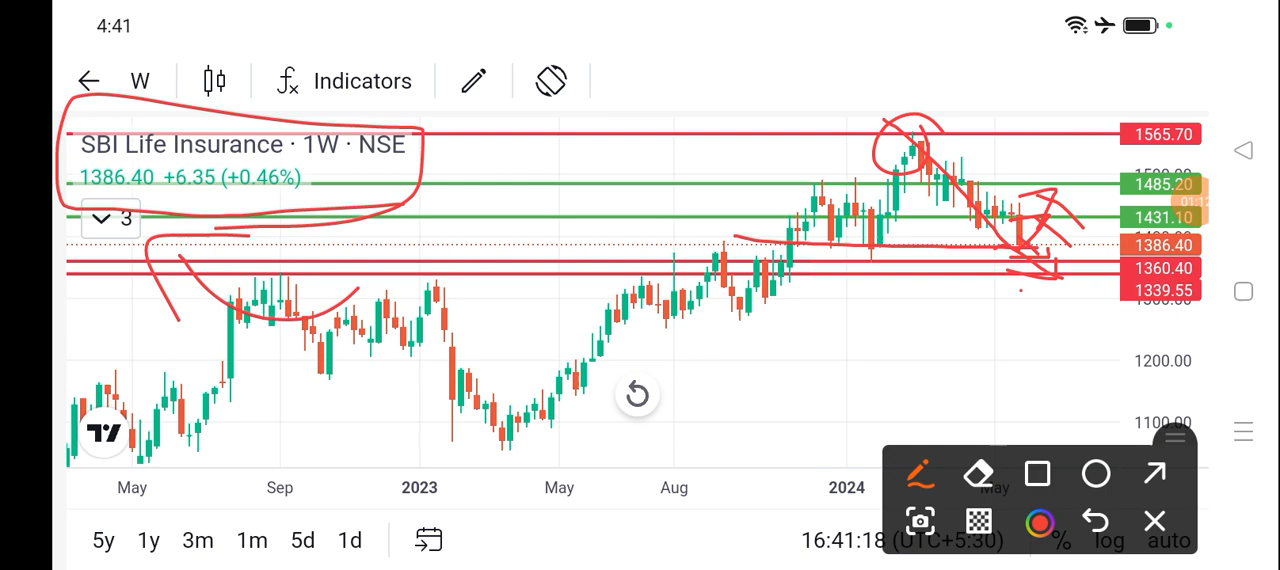 4:41
W
Indicators
SBI Life Insurance · 1W · NSE
1386.40 +6.35 (+0.46%)
3
1565.70
1485.20
01:12
1431.10
1386.40
1360.40
1339.55
1200.00
1100.00
May Sep 2023 May Aug 2024 May
5y 1y 3m 1m 5d 1d
16:41:18 (UTC+5:30) % log auto